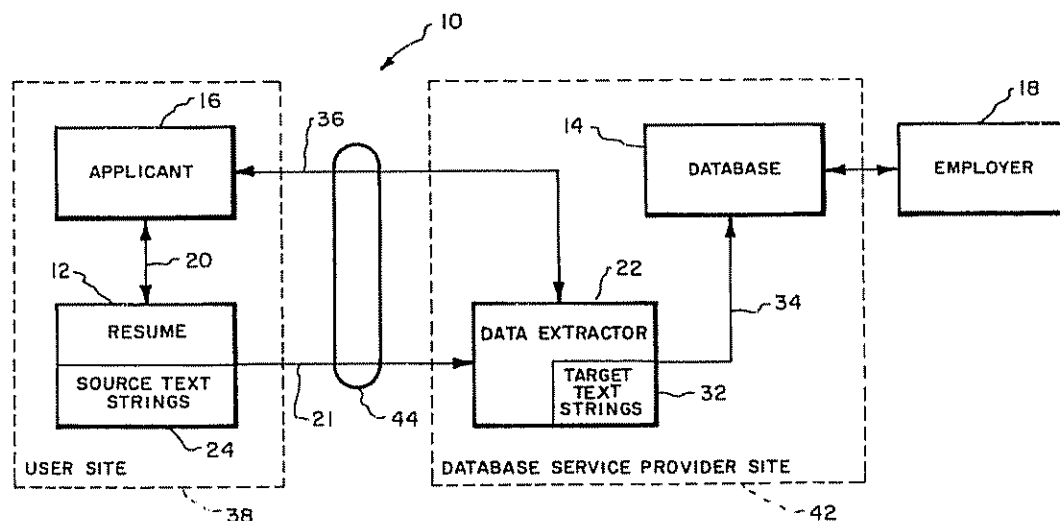 10
16
36
14
18
APPLICANT
DATABASE
EMPLOYER
20
12
22
34
RESUME
DATA EXTRACTOR
SOURCE TEXT
STRINGS
TARGET
TEXT
STRINGS
32
21
44
24
USER SITE
DATABASE SERVICE PROVIDER SITE
38
42